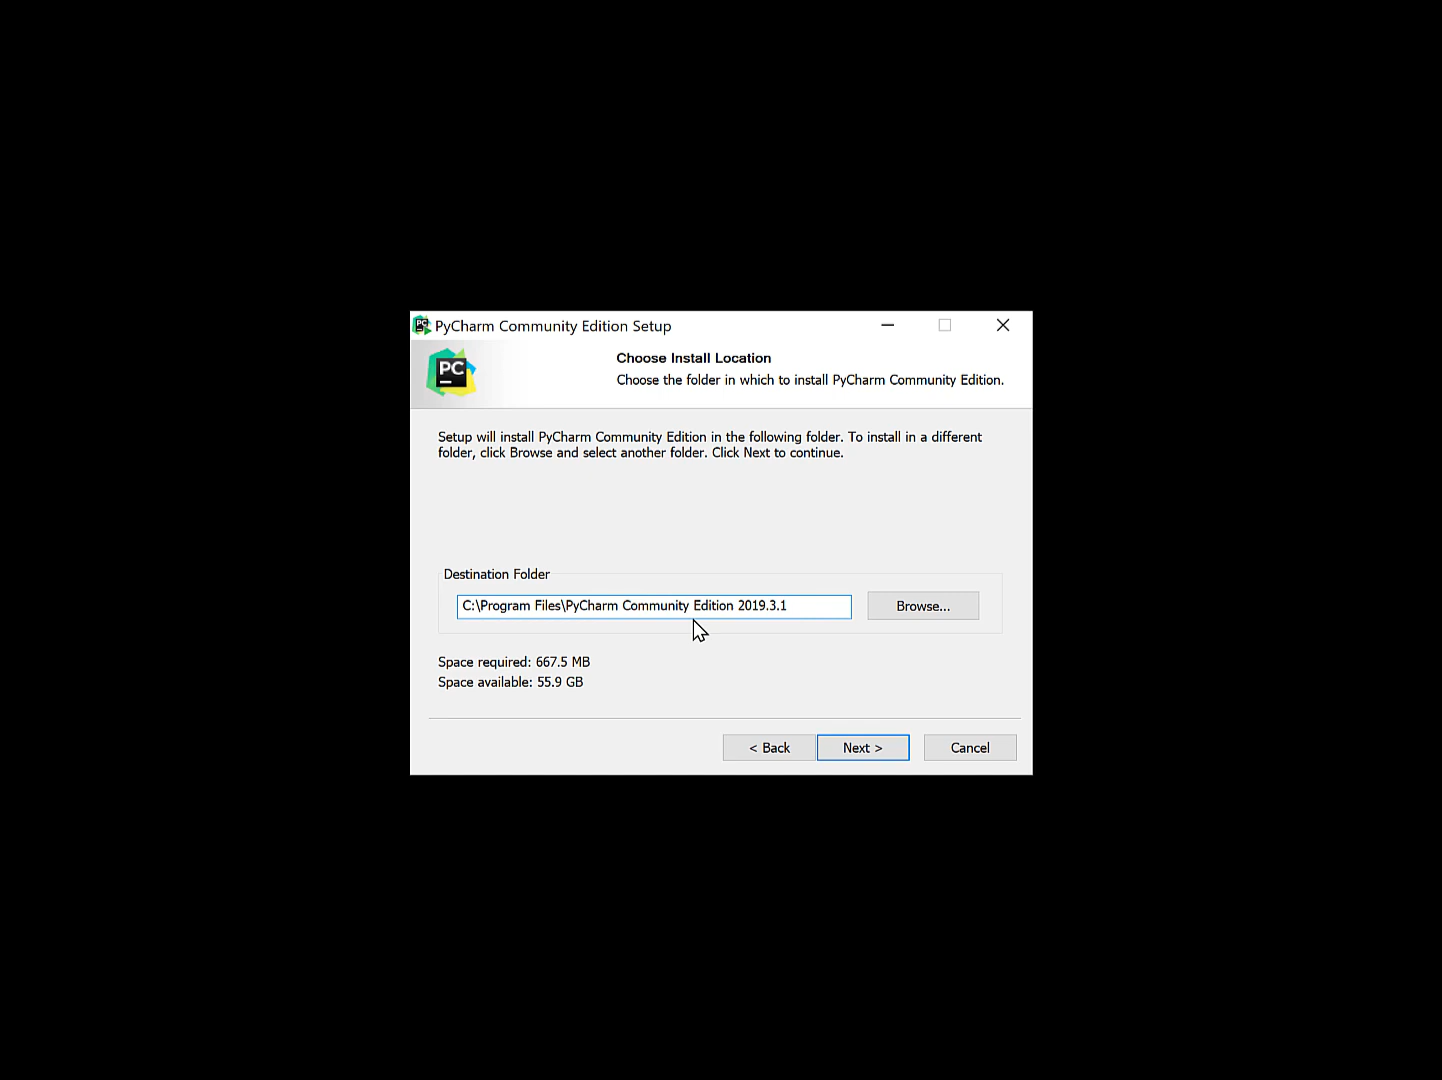 PyCharm Community Edition Setup
PC
Choose Install Location
Choose the folder in which to install PyCharm Community Edition.
Setup will install PyCharm Community Edition in the following folder. To install in a different
folder, click Browse and select another folder. Click Next to continue.
Destination Folder
C:\Program Files\PyCharm Community Edition 2019.3.1
Browse...
Space required: 667.5 MB
Space available: 55.9 GB
< Back
Next >
Cancel